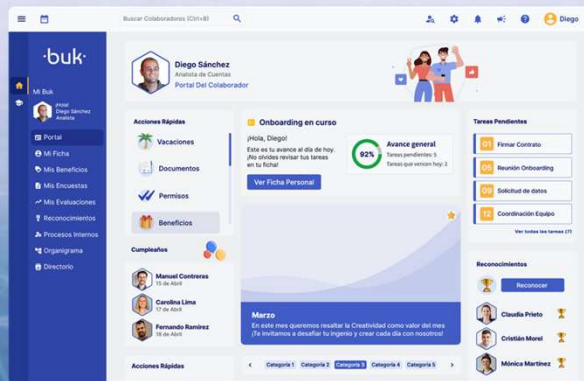 Buscar Colaboradores (Ctrl+B)
Diego
·buk·
Mi Buk
¡Hola!
Diego Sánchez
Analista
Portal
Mi Ficha
Mis Beneficios
Mis Encuestas
Mis Evaluaciones
Reconocimientos
Procesos Internos
Organigrama
Directorio
Diego Sánchez
Analista de Cuentas
Portal Del Colaborador
Acciones Rápidas
Vacaciones
Documentos
Permisos
Beneficios
Cumpleaños
Manuel Contreras
15 de Abril
Carolina Lima
17 de Abril
Fernando Ramírez
18 de Abril
Acciones Rápidas
Onboarding en curso
¡Hola, Diego!
Este es tu avance al día de hoy.
¡No olvides revisar tus tareas
en tu ficha!
Ver Ficha Personal
92%
Avance general
Tareas pendientes: 5
Tareas que vencen hoy: 2
Marzo
En este mes queremos resaltar la Creatividad como valor del mes
¡Te invitamos a desafiar tu ingenio y crear cada día con nosotros!
Categoría 1 Categoría 2 Categoría 3 Categoría 4 Categoría 5
Tareas Pendientes
01 Firmar Contrato
05 Reunión Onboarding
09 Solicitud de datos
12 Coordinación Equipo
Ver todas las tareas (7)
Reconocimientos
Reconocer
Claudia Prieto
Cristián Morel
Mónica Martínez